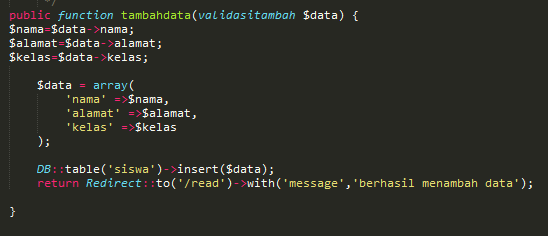 public function tambahdata(validasitambah $data) {
$nama=$data->nama;
$alamat=$data->alamat;
$kelas=$data->kelas;
$data = array(
'nama' =>$nama,
'alamat' =>$alamat,
'kelas' =>$kelas
);
DB::table('siswa')->insert($data);
return Redirect::to('/read')->with('message','berhasil menambah data');
}